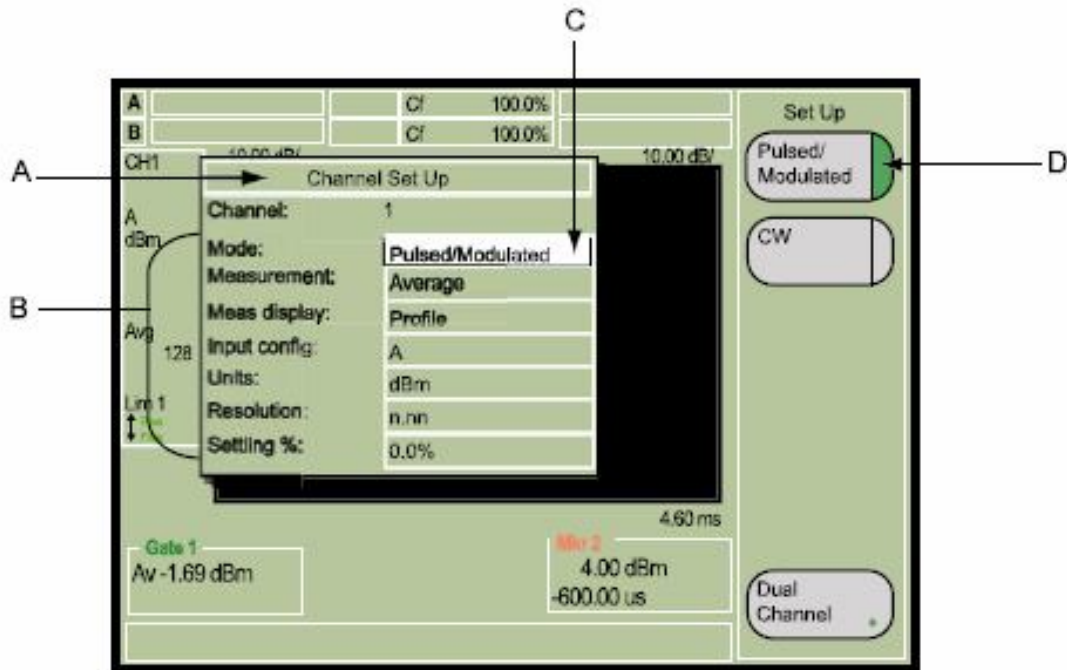 C
A Cf 100.0%
B Cf 100.0%
CH1 10.00 dB/ 10.00 dB/
Set Up
Pulsed/
Modulated
D
A
Channel Set Up
Channel: 1
A
dBm
Mode: Pulsed/Modulated
CW
Measurement: Average
B
Meas display: Profile
Avg
128
Input config: A
Units: dBm
Lim 1
Resolution: n.nn
Settling %: 0.0%
4.60 ms
Gate 1
Av -1.69 dBm
Mkr 2
4.00 dBm
-600.00 us
Dual
Channel